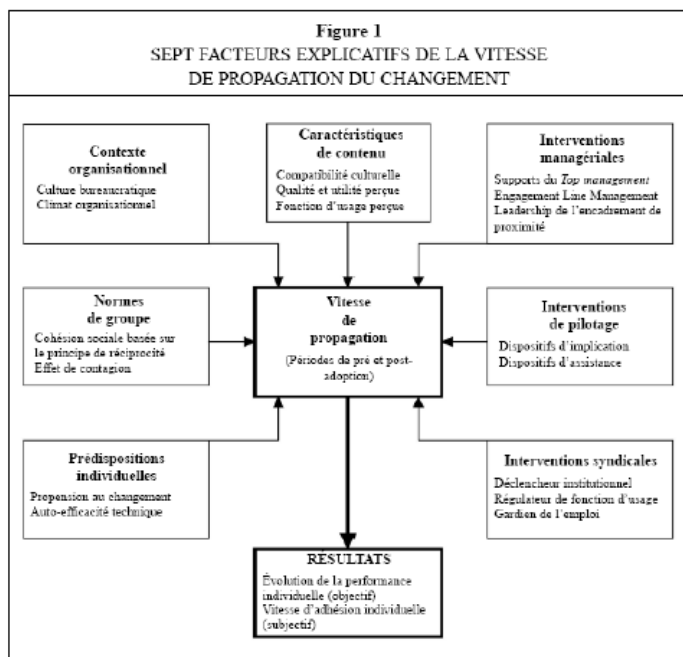 Figure 1
SEPT FACTEURS EXPLICATIFS DE LA VITESSE
DE PROPAGATION DU CHANGEMENT
Contexte
organisationnel
Culture bureaucratique
Climat organisationnel
Caractéristiques
de contenu
Compatibilité culturelle
Qualité et utilité perçue
Fonction d'usage perçue
Interventions
managériales
Supports du Top management
Engagement Line Management
Leadership de l'encadrement de
proximité
Normes
de groupe
Cohésion sociale basée sur
le principe de réciprocité
Effet de contagion
Vitesse
de
propagation
(Périodes de pré et post-
adoption)
Interventions
de pilotage
Dispositifs d'implication
Dispositifs d'assistance
Prédispositions
individuelles
Propension au changement
Auto-efficacité technique
Interventions syndicales
Déclencheur institutionnel
Régulateur de fonction d'usage
Gardien de l'emploi
RÉSULTATS
Évolution de la performance
individuelle (objectif)
Vitesse d'adhésion individuelle
(subjectif)